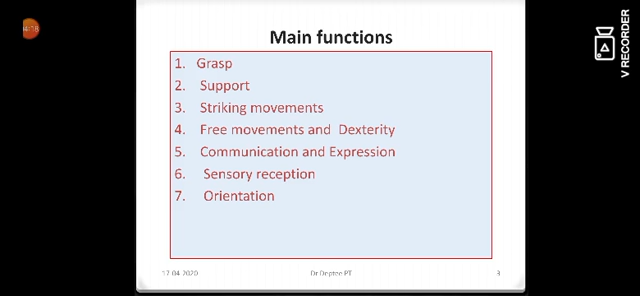 Main functions
1. Grasp
2. Support
3. Striking movements
4. Free movements and Dexterity
5. Communication and Expression
6. Sensory reception
7. Orientation
17-04-2020
Dr Deptee PT
3
V RECORDER